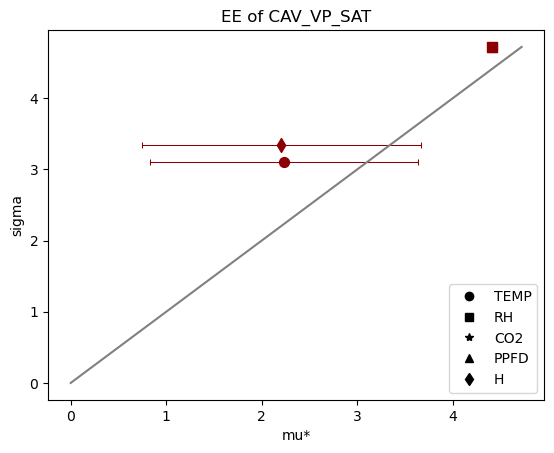 EE of CAV_VP_SAT
sigma
4
3
2
1
0
0 1 2 3 4
mu*
TEMP
RH
CO2
PPFD
H